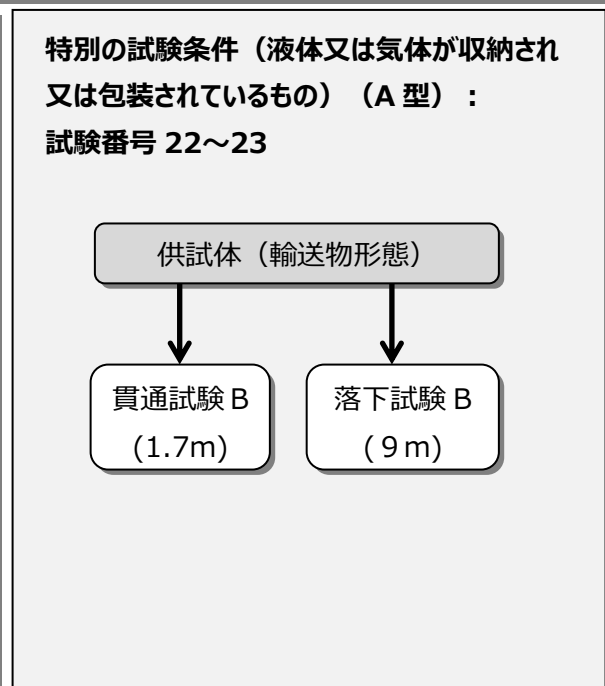 特別の試験条件（液体又は気体が収納され
又は包装されているもの）（A 型）：
試験番号 22～23
供試体（輸送物形態）
貫通試験 B
(1.7m)
落下試験 B
( 9 m)